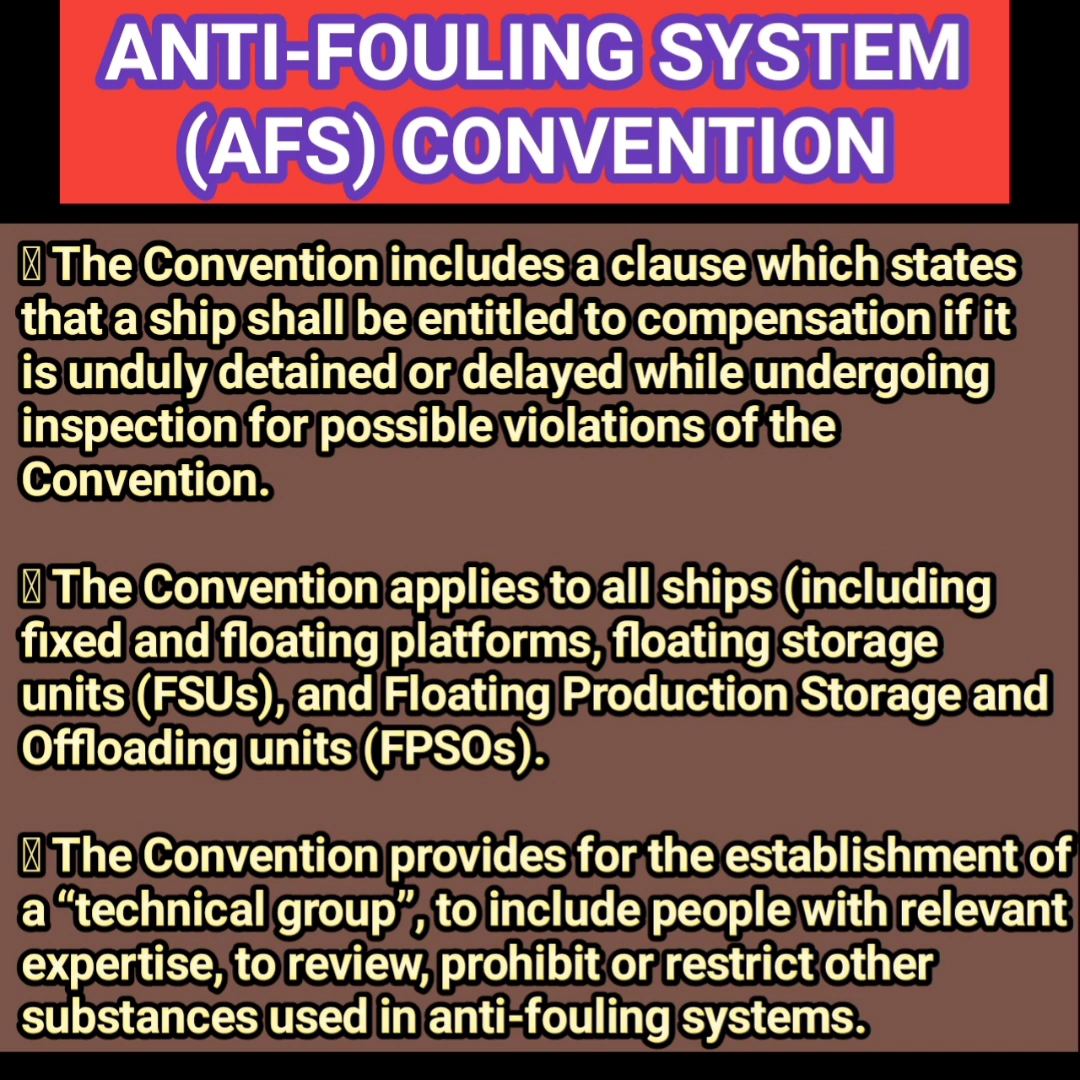 ANTI-FOULING SYSTEM
(AFS) CONVENTION
The Convention includes a clause which states
that a ship shall be entitled to compensation if it
is unduly detained or delayed while undergoing
inspection for possible violations of the
Convention.
The Convention applies to all ships (including
fixed and floating platforms, floating storage
units (FSUs), and Floating Production Storage and
Offloading units (FPSOs).
The Convention provides for the establishment of
a “technical group”, to include people with relevant
expertise, to review, prohibit or restrict other
substances used in anti-fouling systems.